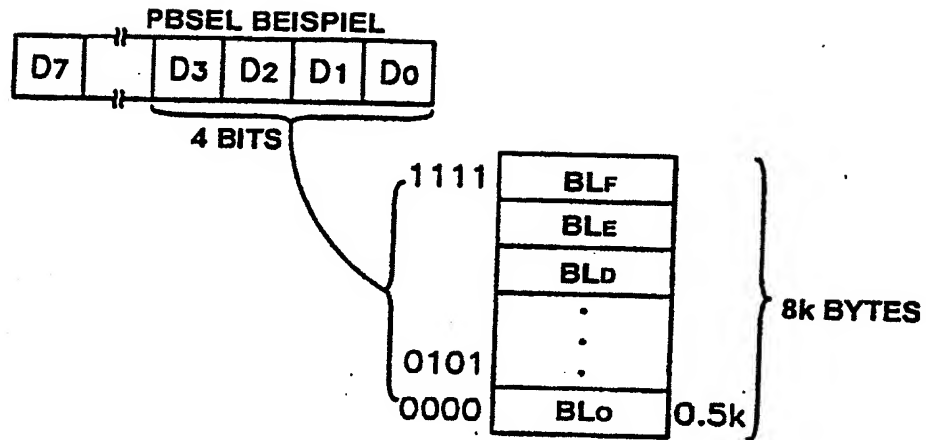 PBSEL BEISPIEL
D7 D3 D2 D1 D0
4 BITS
1111 BLF
BLE
BLD
8k BYTES
0101
0000 BL0 0.5k